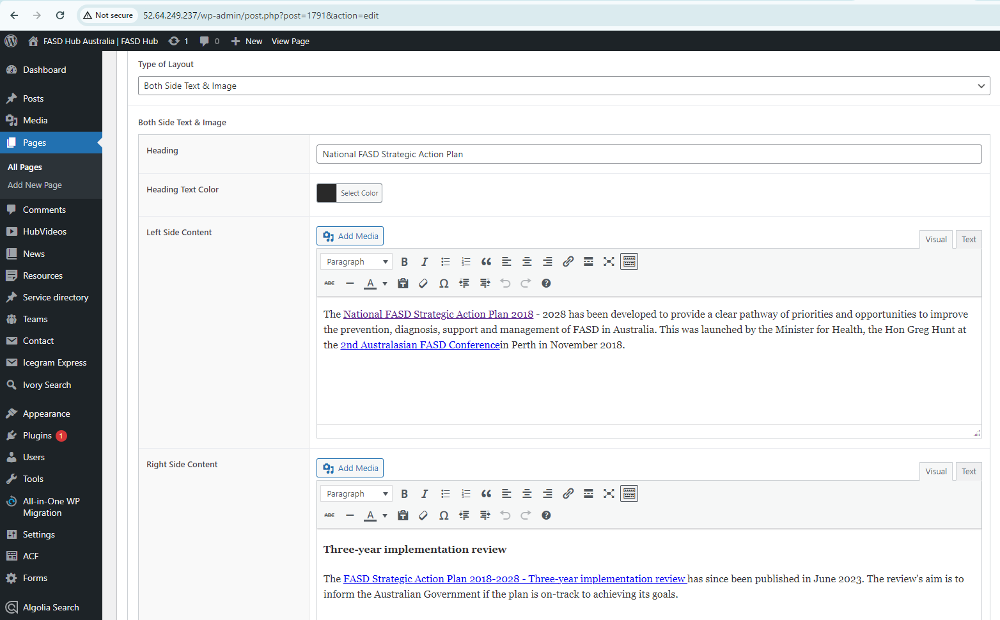 Not secure 52.64.249.237/wp-admin/post.php?post=1791&action=edit
FASD Hub Australia | FASD Hub 1 0 New View Page
Dashboard
Posts
Media
Pages
All Pages
Add New Page
Comments
HubVideos
News
Resources
Service directory
Teams
Contact
Icegram Express
Ivory Search
Appearance
Plugins 1
Users
Tools
All-in-One WP
Migration
Settings
ACF
Forms
Algolia Search
Type of Layout
Both Side Text & Image
Both Side Text & Image
Heading
National FASD Strategic Action Plan
Heading Text Color
Select Color
Left Side Content
Add Media
Visual Text
Paragraph B I
ABC A Ω
The National FASD Strategic Action Plan 2018 - 2028 has been developed to provide a clear pathway of priorities and opportunities to improve
the prevention, diagnosis, support and management of FASD in Australia. This was launched by the Minister for Health, the Hon Greg Hunt at
the 2nd Australasian FASD Conferencein Perth in November 2018.
Right Side Content
Add Media
Visual Text
Paragraph B I
ABC A Ω
Three-year implementation review
The FASD Strategic Action Plan 2018-2028 - Three-year implementation review has since been published in June 2023. The review's aim is to
inform the Australian Government if the plan is on-track to achieving its goals.